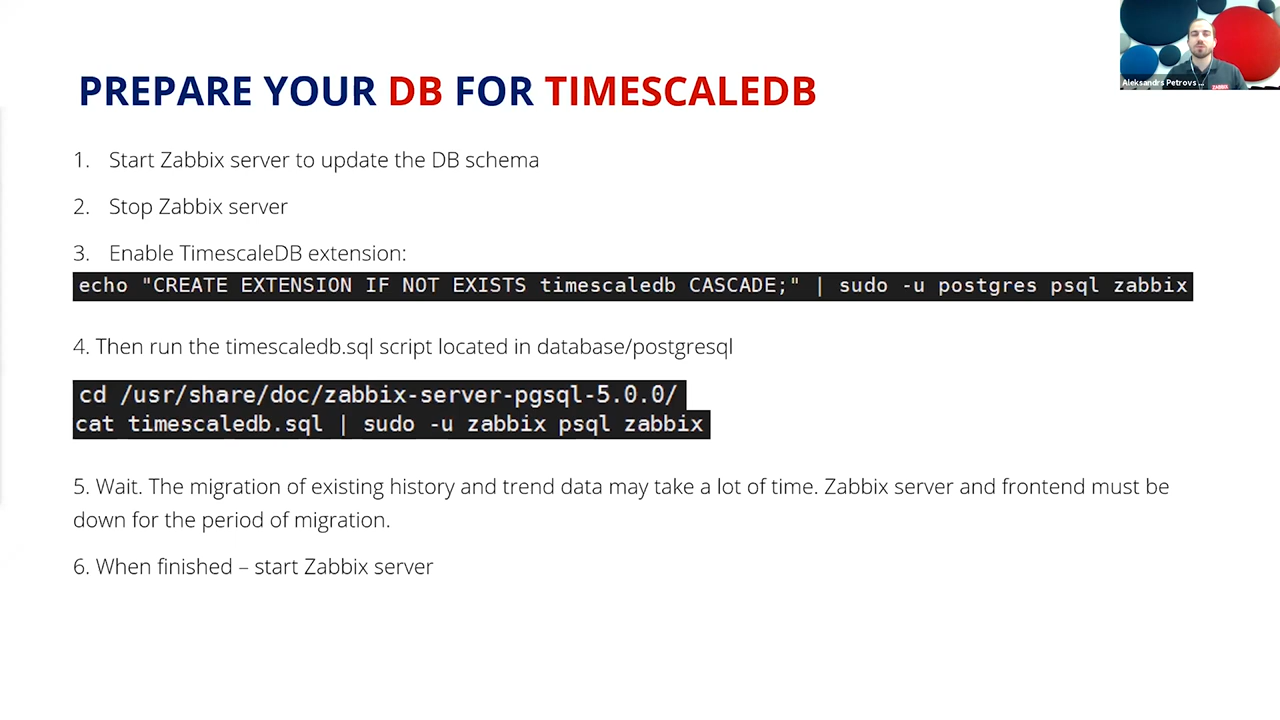 PREPARE YOUR DB FOR TIMESCALEDB
Aleksandrs Petrovs ...
ZABBIX
1. Start Zabbix server to update the DB schema
2. Stop Zabbix server
3. Enable TimescaleDB extension:
echo "CREATE EXTENSION IF NOT EXISTS timescaledb CASCADE;" | sudo -u postgres psql zabbix
4. Then run the timescaledb.sql script located in database/postgresql
cd /usr/share/doc/zabbix-server-pgsql-5.0.0/
cat timescaledb.sql | sudo -u zabbix psql zabbix
5. Wait. The migration of existing history and trend data may take a lot of time. Zabbix server and frontend must be
down for the period of migration.
6. When finished – start Zabbix server